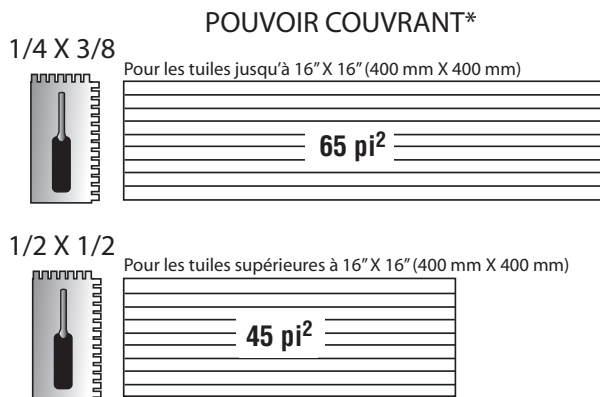 POUVOIR COUVRANT*
1/4 X 3/8
Pour les tuiles jusqu'à 16” X 16” (400 mm X 400 mm)
65 pi²
1/2 X 1/2
Pour les tuiles supérieures à 16” X 16” (400 mm X 400 mm)
45 pi²